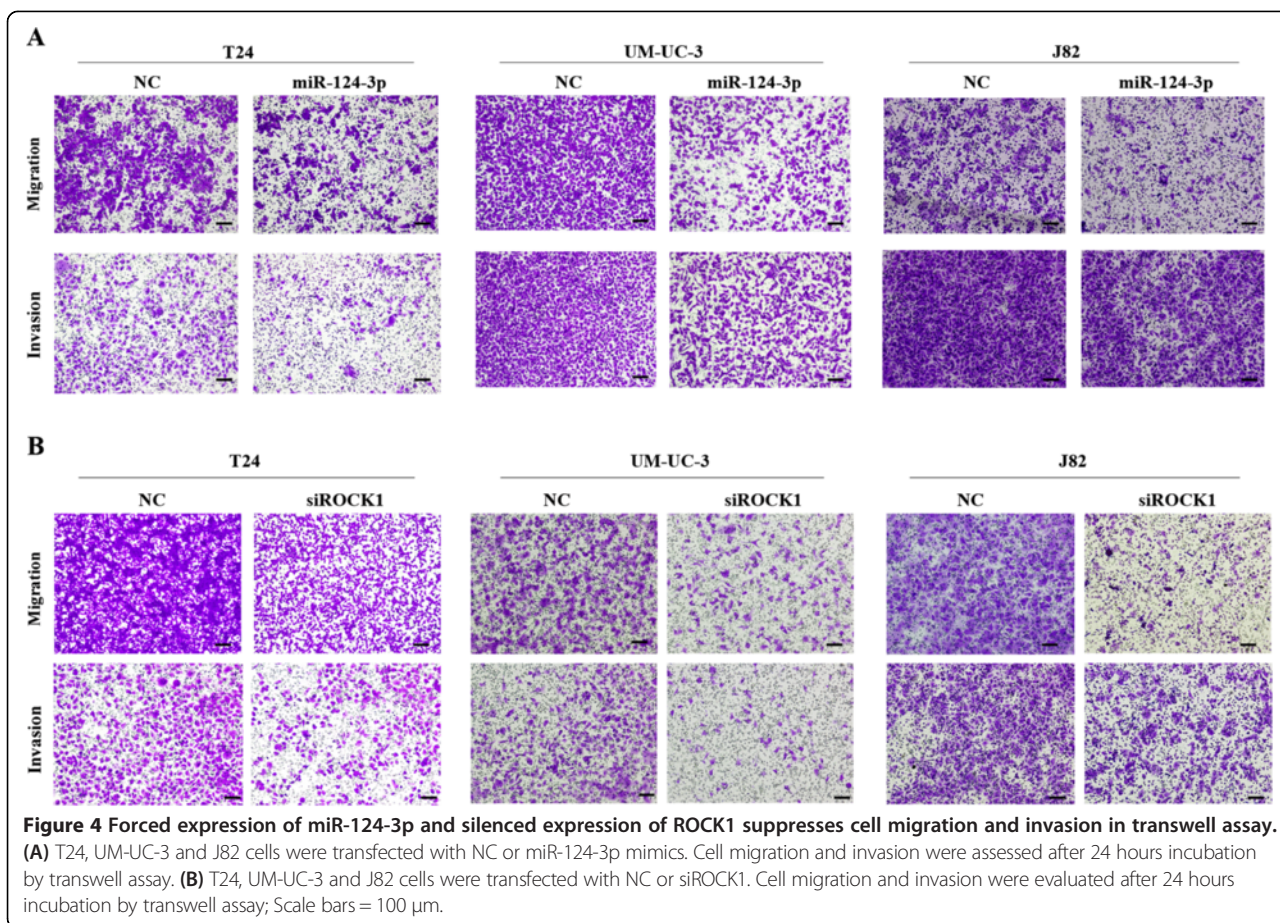 A
T24
UM-UC-3
J82
NC
miR-124-3p
NC
miR-124-3p
NC
miR-124-3p
Migration
Invasion
B
T24
UM-UC-3
J82
NC
siROCK1
NC
siROCK1
NC
siROCK1
Migration
Invasion
Figure 4 Forced expression of miR-124-3p and silenced expression of ROCK1 suppresses cell migration and invasion in transwell assay.
(A) T24, UM-UC-3 and J82 cells were transfected with NC or miR-124-3p mimics. Cell migration and invasion were assessed after 24 hours incubation
by transwell assay. (B) T24, UM-UC-3 and J82 cells were transfected with NC or siROCK1. Cell migration and invasion were evaluated after 24 hours
incubation by transwell assay; Scale bars = 100 μm.